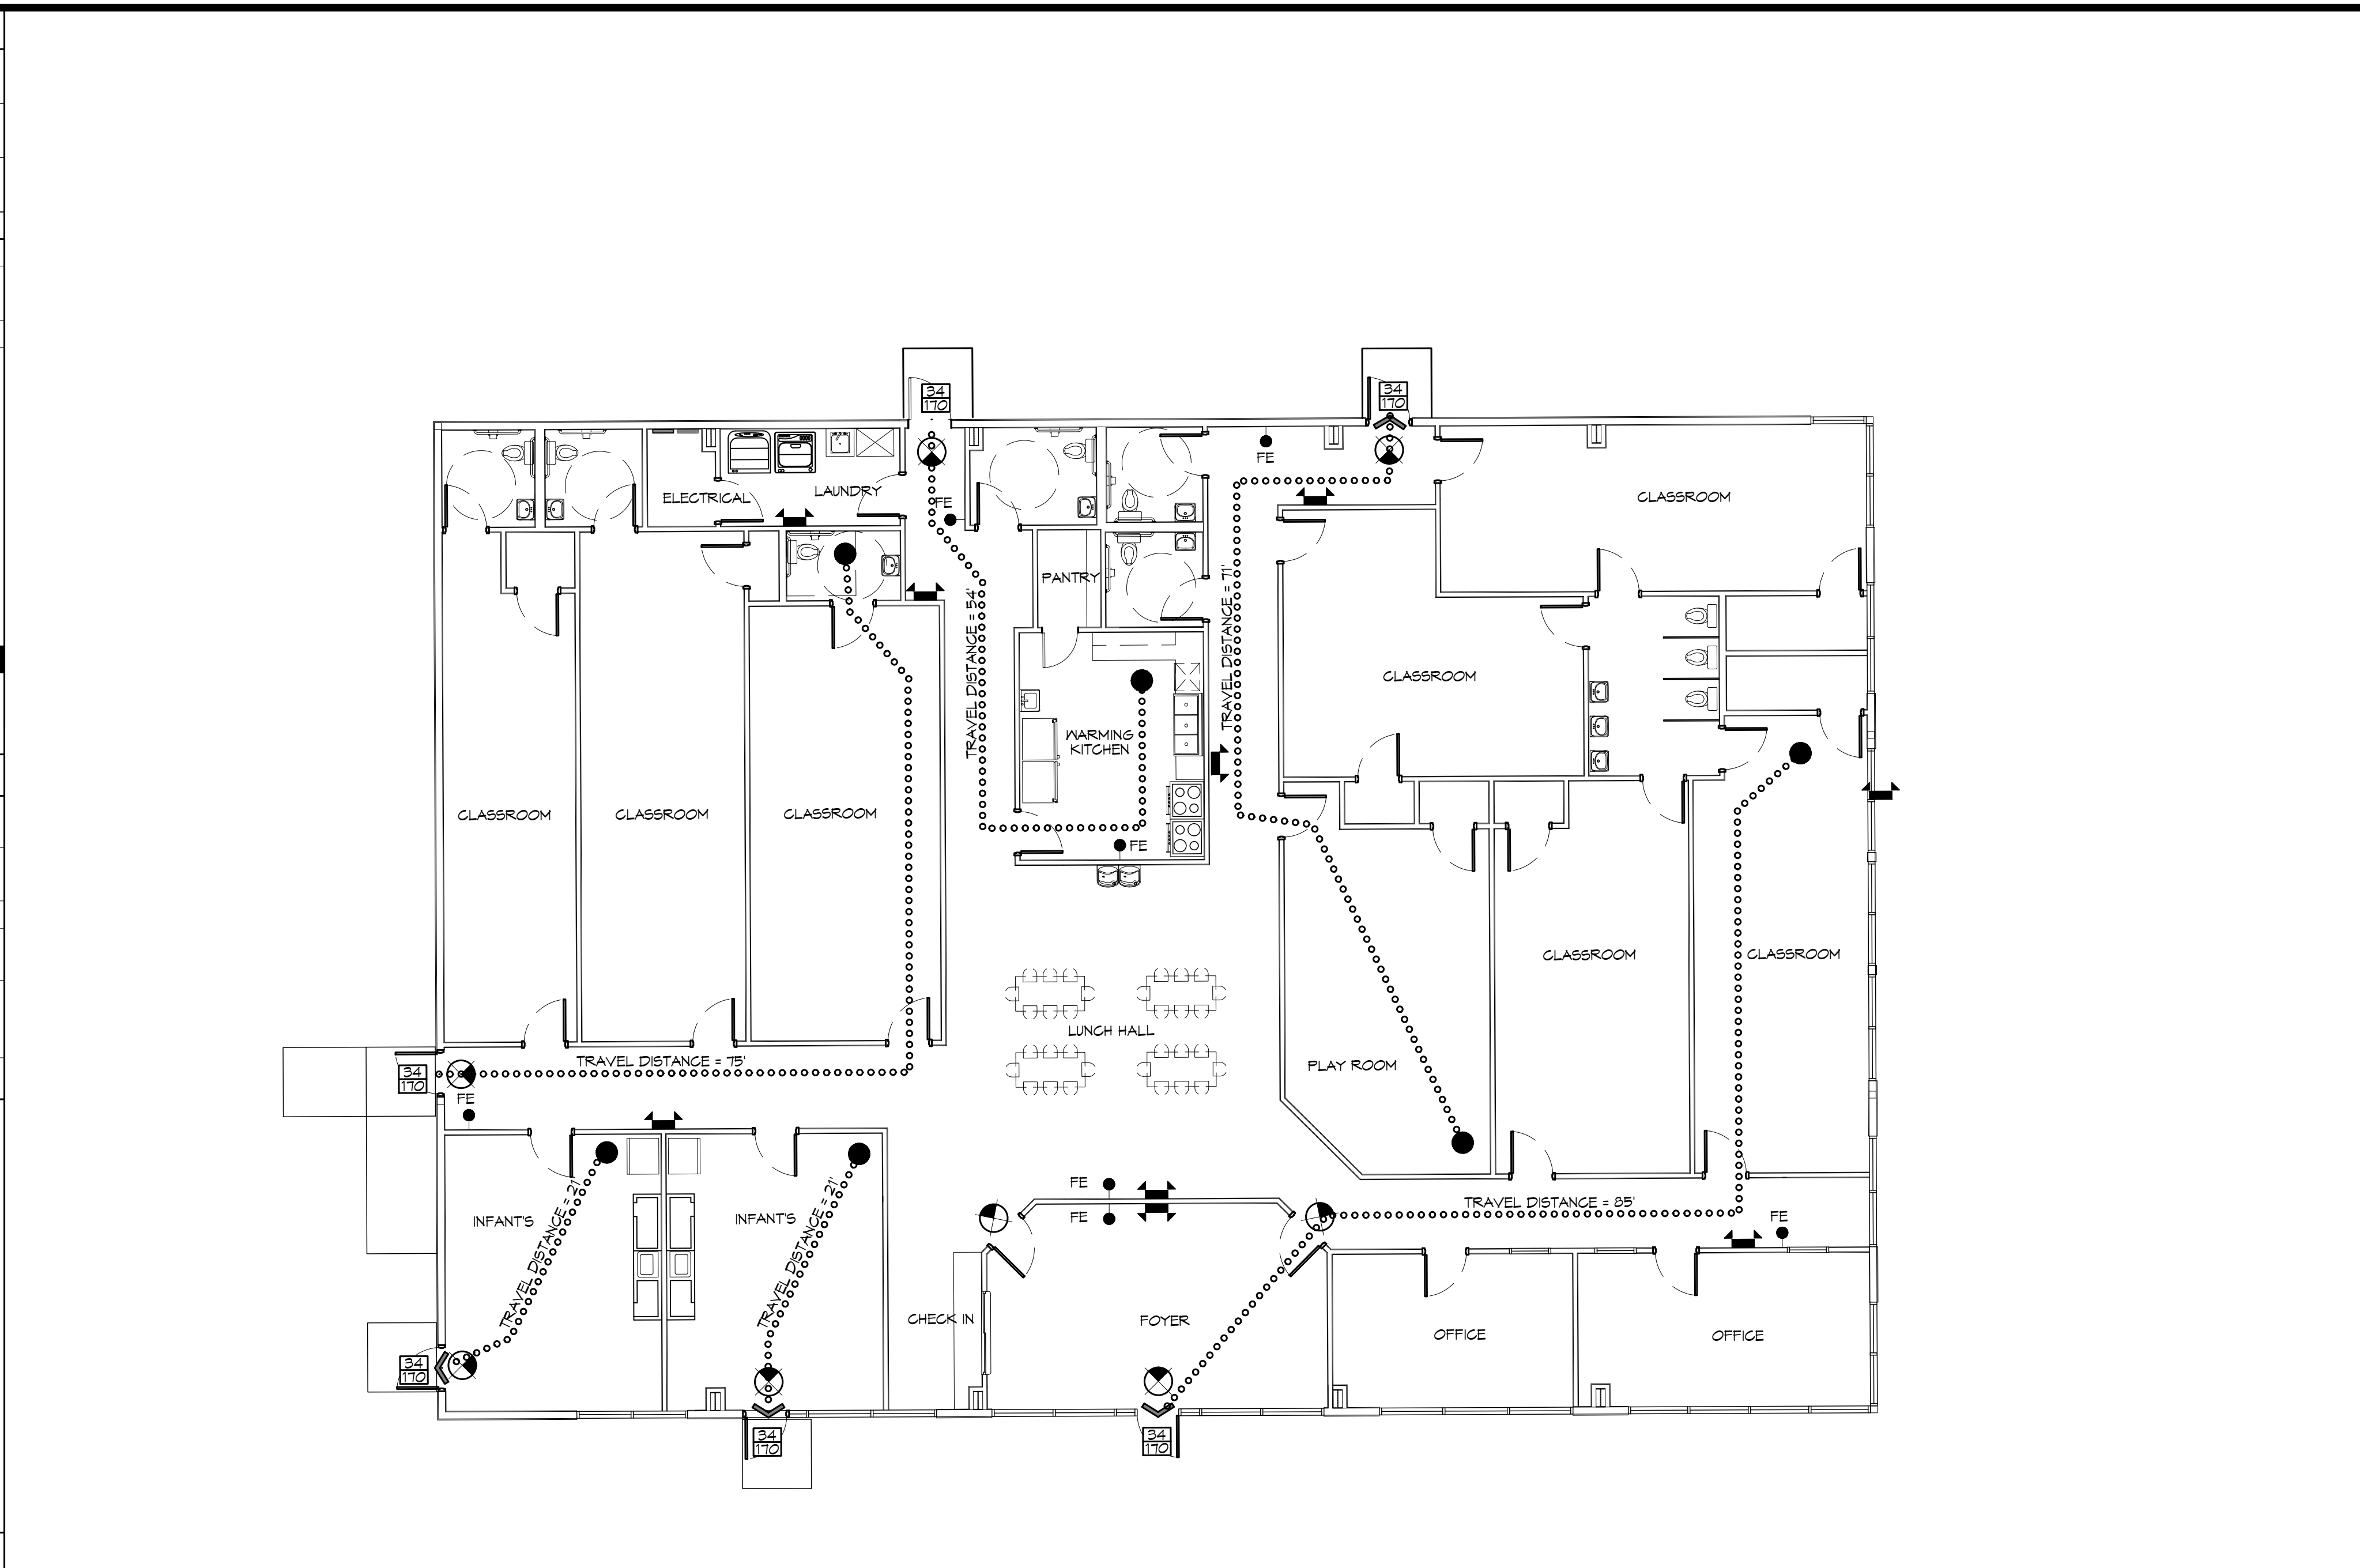 34
170
34
170
FE
CLASSROOM
ELECTRICAL
LAUNDRY
FE
PANTRY
TRAVEL DISTANCE = 54'
TRAVEL DISTANCE = 71'
CLASSROOM
WARMING
KITCHEN
CLASSROOM
CLASSROOM
CLASSROOM
FE
CLASSROOM
CLASSROOM
LUNCH HALL
TRAVEL DISTANCE = 75'
PLAY ROOM
34
170
FE
FE
TRAVEL DISTANCE = 85'
FE
FE
INFANT'S
INFANT'S
TRAVEL DISTANCE = 21'
TRAVEL DISTANCE = 21'
CHECK IN
FOYER
OFFICE
OFFICE
34
170
34
170
34
170